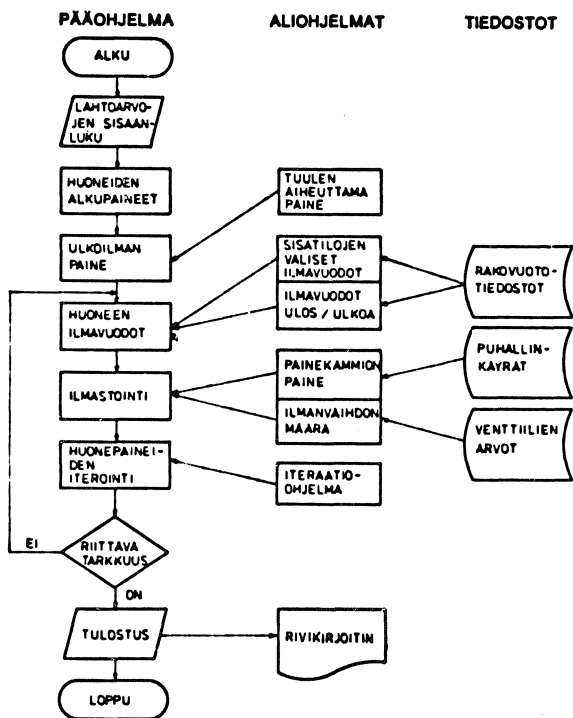 PÄÄOHJELMA
ALIOHJELMAT
TIEDOSTOT
ALKU
LAHTOARVO-
JEN SISAAN-
LUKU
HUONEIDEN
ALKUPAINEET
TUULEN
AIHEUTTAMA
PAINE
ULKOILMAN
PAINE
SISATILOJEN
VALISET
ILMAVUODOT
RAKOVUOTO-
TIEDOSTOT
HUONEEN
ILMAVUODOT
ILMAVUODOT
ULOS / ULKOA
PUHALLIN-
KAYRAT
ILMASTOINTI
PAINEKAMMION
PAINE
ILMANVAIHDON
MAARA
VENTTIILIEN
ARVOT
HUONEPAINEI-
DEN
ITEROINTI
ITERAATIO-
OHJELMA
EI
RIITTAVA
TARKKUUS
ON
TULOSTUS
RIVIKIRJOITIN
LOPPU